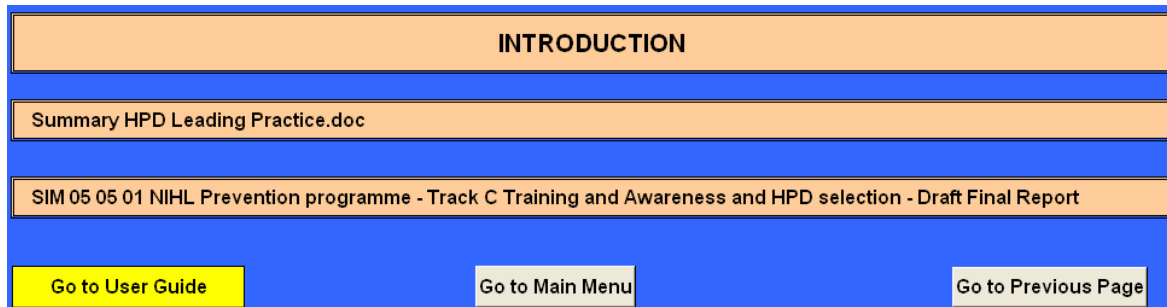 INTRODUCTION
Summary HPD Leading Practice.doc
SIM 05 05 01 NIHL Prevention programme - Track C Training and Awareness and HPD selection - Draft Final Report
Go to User Guide
Go to Main Menu
Go to Previous Page